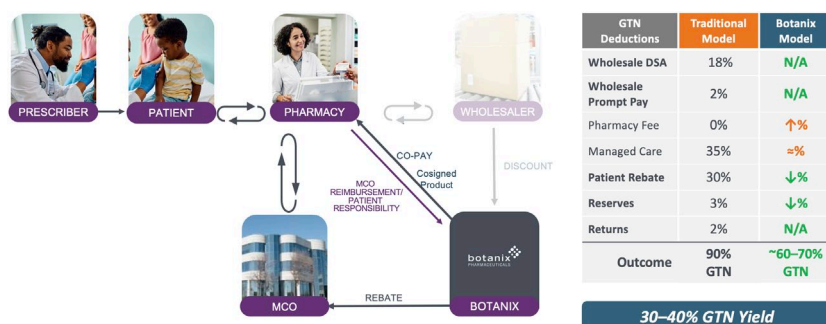 PRESCRIBER
PATIENT
PHARMACY
WHOLESALER
CO-PAY
Cosigned
Product
DISCOUNT
MCO
REIMBURSEMENT/
PATIENT
RESPONSIBILITY
botanix
PHARMACEUTICALS
REBATE
MCO
BOTANIX
GTN Deductions Traditional Model Botanix Model
Wholesale DSA 18% N/A
Wholesale Prompt Pay 2% N/A
Pharmacy Fee 0% ↑%
Managed Care 35% ≈%
Patient Rebate 30% ↓%
Reserves 3% ↓%
Returns 2% N/A
Outcome 90% GTN ~60–70% GTN
30–40% GTN Yield